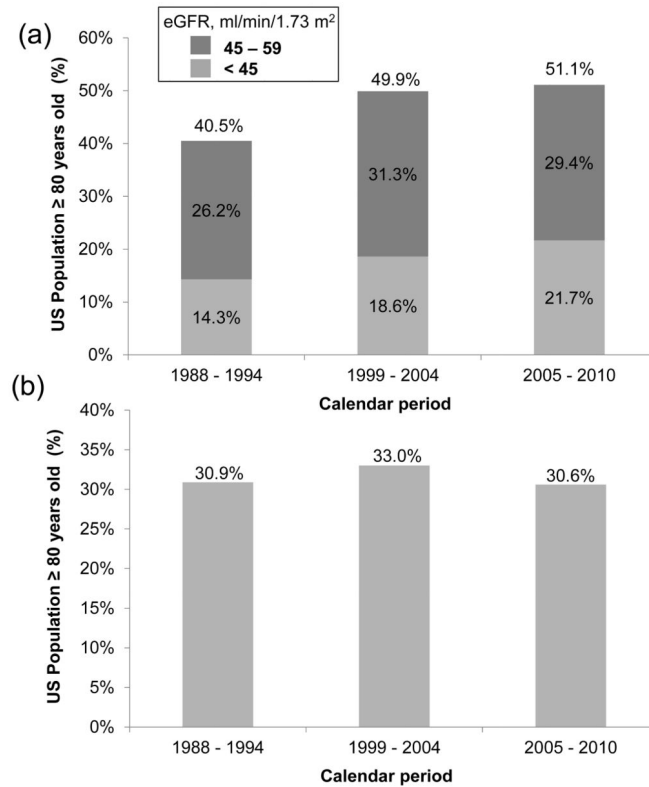 (a)
eGFR, ml/min/1.73 m²
45 – 59
< 45
US Population ≥ 80 years old (%)
60%
50%
40%
30%
20%
10%
0%
40.5%
49.9%
51.1%
26.2%
31.3%
29.4%
14.3%
18.6%
21.7%
1988 - 1994
1999 - 2004
2005 - 2010
Calendar period
(b)
US Population ≥ 80 years old (%)
40%
35%
30%
25%
20%
15%
10%
5%
0%
30.9%
33.0%
30.6%
1988 - 1994
1999 - 2004
2005 - 2010
Calendar period